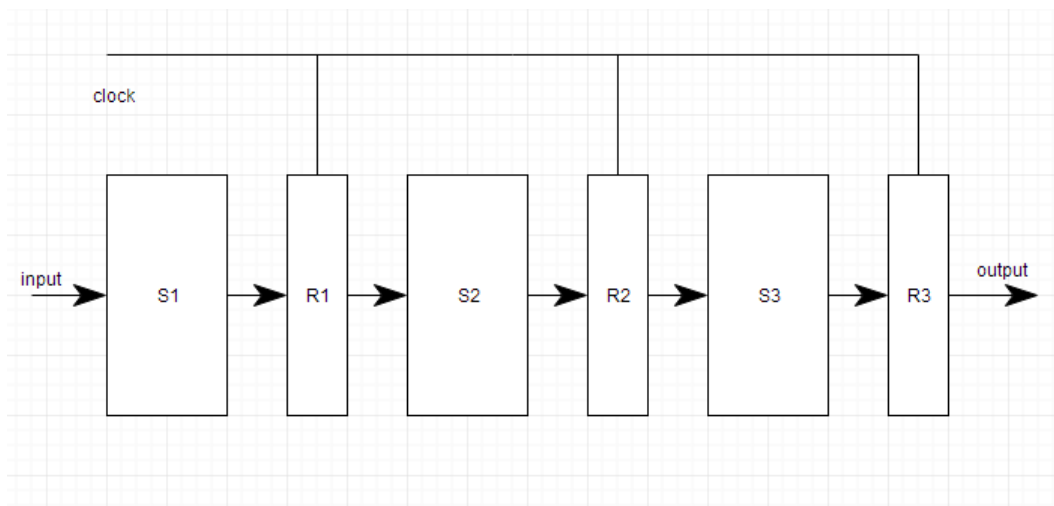 clock
input
S1
R1
S2
R2
S3
R3
output